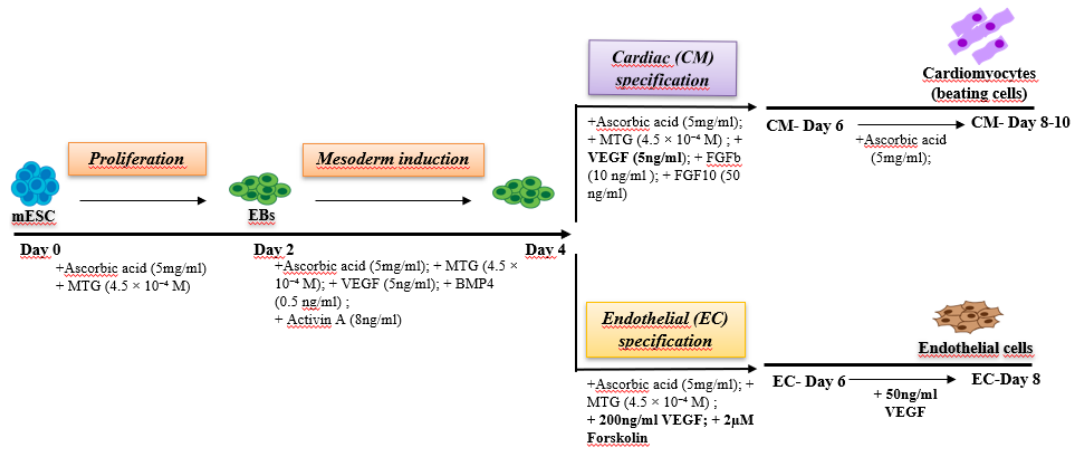 Cardiac (CM)
specification
Cardiomyocytes
(beating cells)
+Ascorbic acid (5mg/ml);
+ MTG (4.5 × 10⁻⁴ M) ; +
VEGF (5ng/ml); + FGFb
(10 ng/ml ); + FGF10 (50
ng/ml)
CM- Day 6
+Ascorbic acid
(5mg/ml);
CM- Day 8-10
Proliferation
Mesoderm induction
mESC
EBs
Day 0
Day 2
Day 4
+Ascorbic acid (5mg/ml)
+ MTG (4.5 × 10⁻⁴ M)
+Ascorbic acid (5mg/ml); + MTG (4.5 ×
10⁻⁴ M); + VEGF (5ng/ml); + BMP4
(0.5 ng/ml) ;
+ Activin A (8ng/ml)
Endothelial (EC)
specification
Endothelial cells
+Ascorbic acid (5mg/ml); +
MTG (4.5 × 10⁻⁴ M) ;
+ 200ng/ml VEGF; + 2µM
Forskolin
EC- Day 6
+ 50ng/ml
VEGF
EC-Day 8